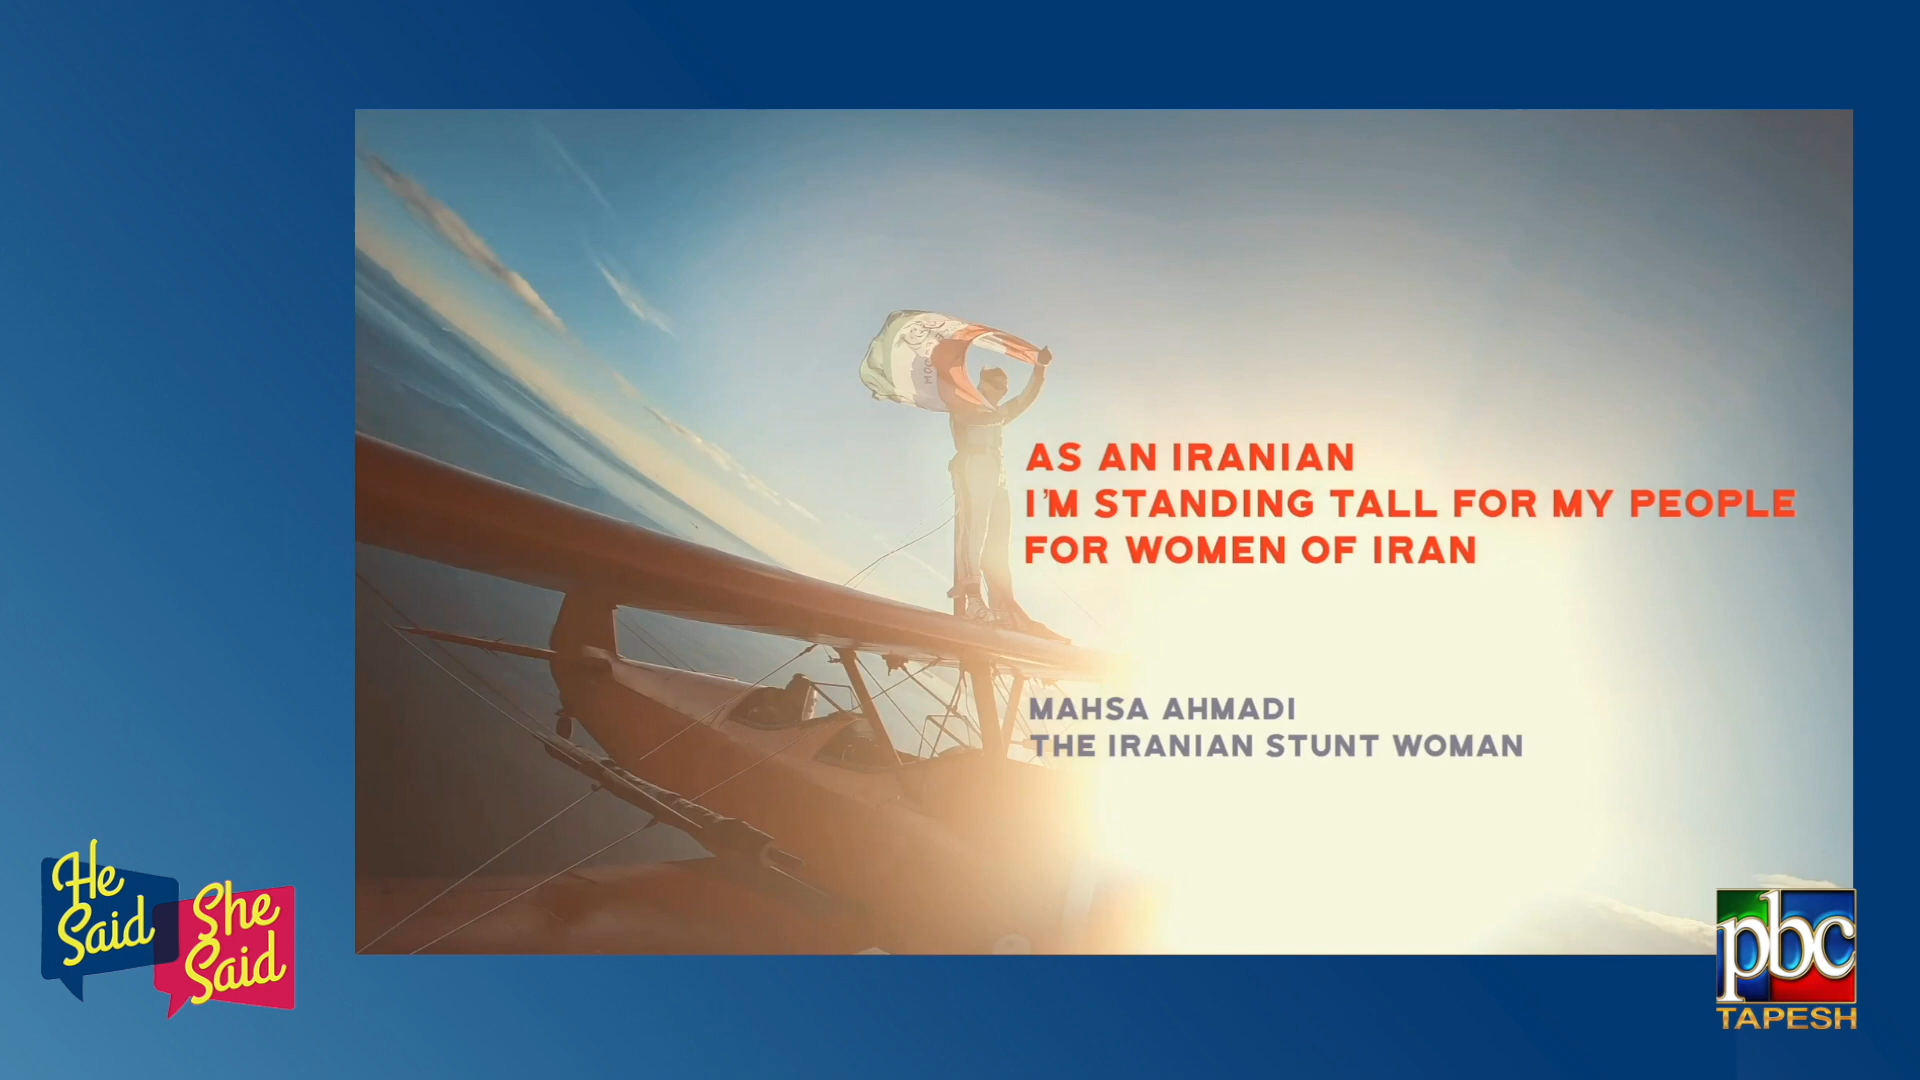 AS AN IRANIAN
I'M STANDING TALL FOR MY PEOPLE
FOR WOMEN OF IRAN
MAHSA AHMADI
THE IRANIAN STUNT WOMAN
He
Said
She
Said
pbc
TAPESH